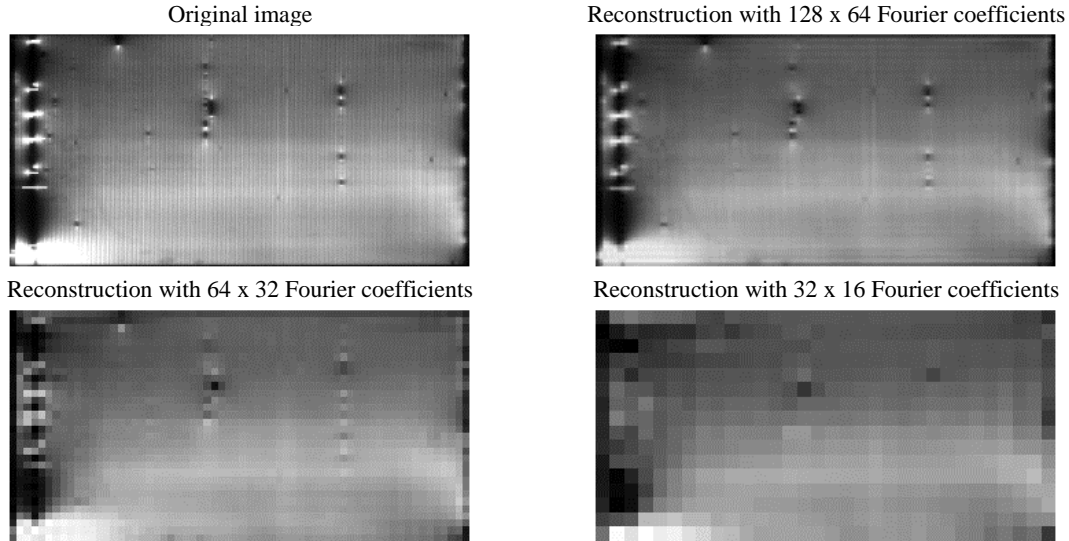 Original image
Reconstruction with 128 x 64 Fourier coefficients
Reconstruction with 64 x 32 Fourier coefficients
Reconstruction with 32 x 16 Fourier coefficients